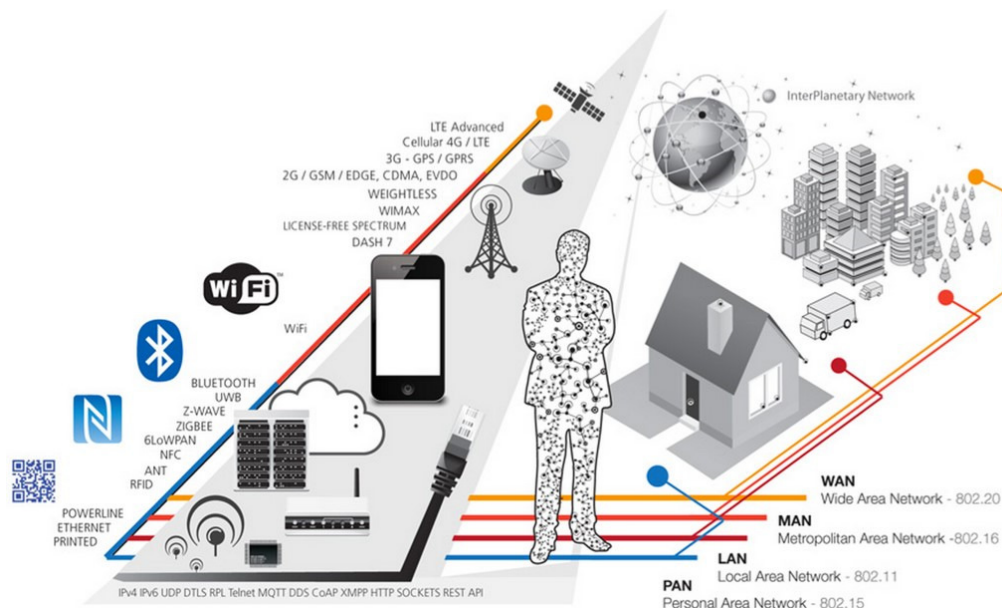 InterPlanetary Network
LTE Advanced
Cellular 4G / LTE
3G - GPS / GPRS
2G / GSM / EDGE, CDMA, EVDO
WEIGHTLESS
WIMAX
LICENSE-FREE SPECTRUM
DASH 7
WiFi
WiFi
BLUETOOTH
UWB
Z-WAVE
ZIGBEE
6LoWPAN
NFC
ANT
RFID
POWERLINE
ETHERNET
PRINTED
WAN
Wide Area Network - 802.20
MAN
Metropolitan Area Network -802.16
LAN
Local Area Network - 802.11
PAN
Personal Area Network - 802.15
IPv4 IPv6 UDP DTLS RPL Telnet MQTT DDS CoAP XMPP HTTP SOCKETS REST API